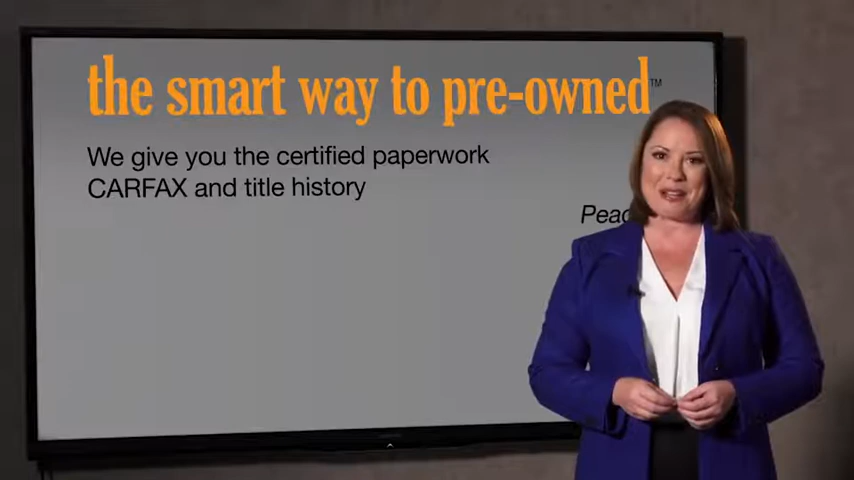 the smart way to pre-owned™
We give you the certified paperwork
CARFAX and title history